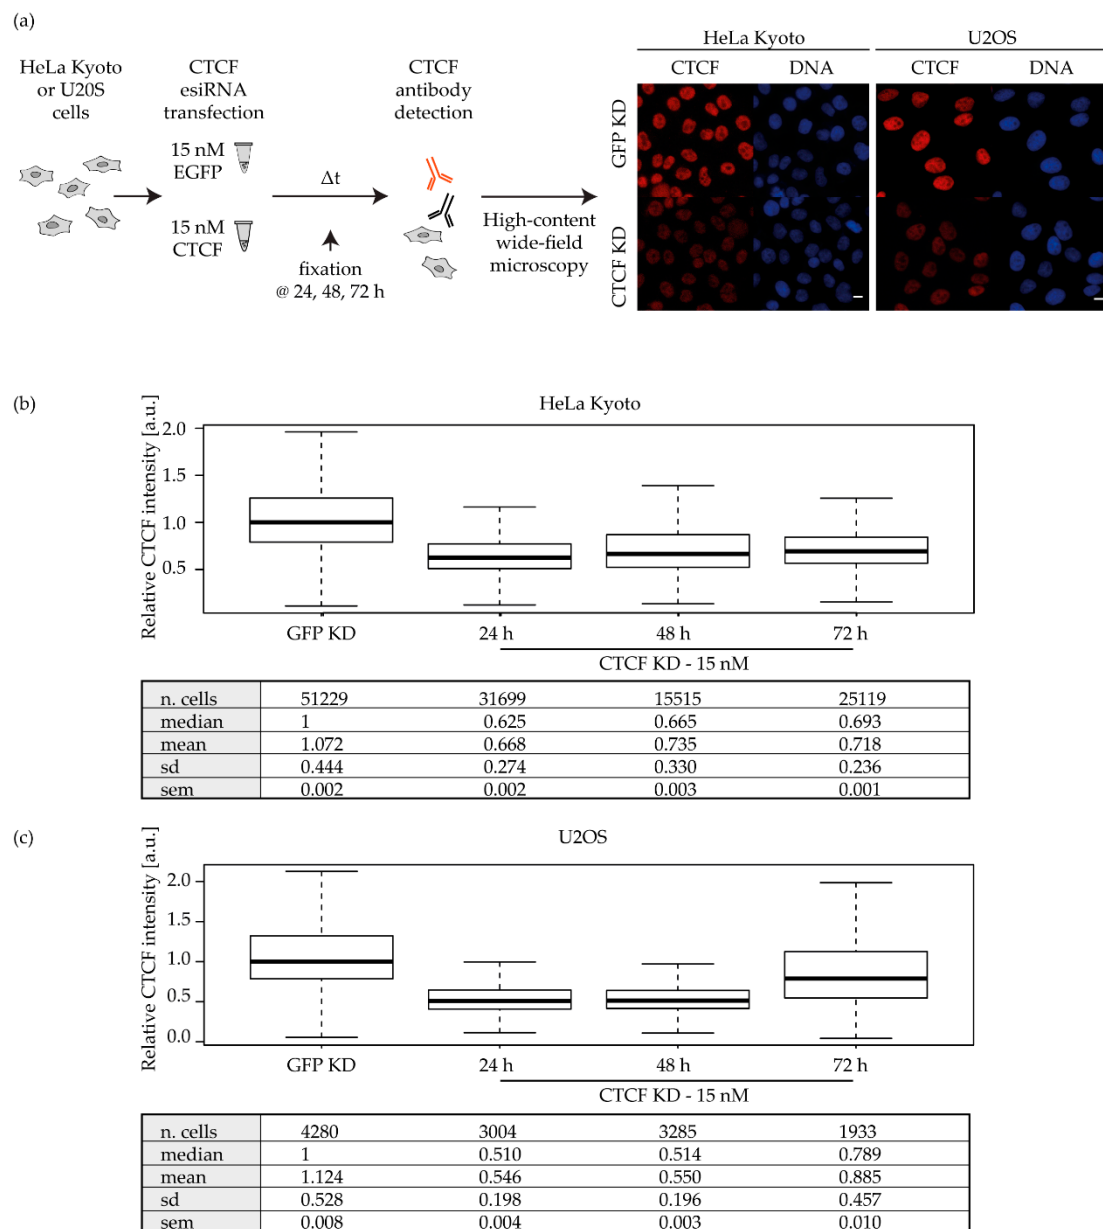 (a)
HeLa Kyoto
or U20S
cells
CTCF
esiRNA
transfection
15 nM
EGFP
15 nM
CTCF
Δt
fixation
@ 24, 48, 72 h
CTCF
antibody
detection
High-content
wide-field
microscopy
HeLa Kyoto U2OS
CTCF DNA CTCF DNA
GFP KD
CTCF KD
(b)
HeLa Kyoto
Relative CTCF intensity [a.u.]
2.0
1.5
1.0
0.5
GFP KD 24 h 48 h 72 h
CTCF KD - 15 nM
n. cells 51229 31699 15515 25119
median 1 0.625 0.665 0.693
mean 1.072 0.668 0.735 0.718
sd 0.444 0.274 0.330 0.236
sem 0.002 0.002 0.003 0.001
(c)
U2OS
Relative CTCF intensity [a.u.]
2.0
1.5
1.0
0.5
0.0
GFP KD 24 h 48 h 72 h
CTCF KD - 15 nM
n. cells 4280 3004 3285 1933
median 1 0.510 0.514 0.789
mean 1.124 0.546 0.550 0.885
sd 0.528 0.198 0.196 0.457
sem 0.008 0.004 0.003 0.010